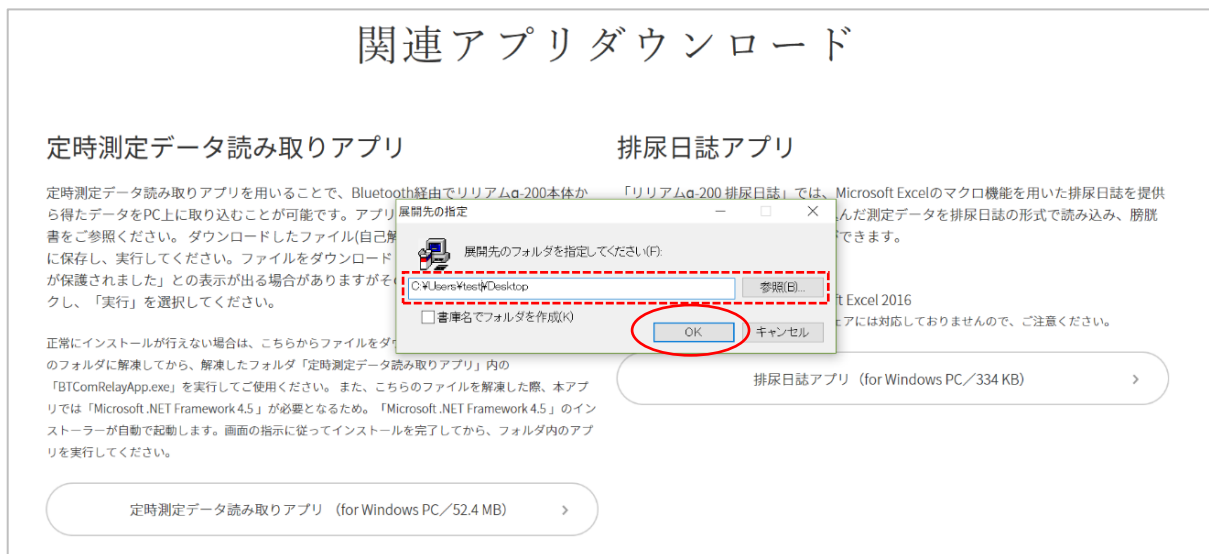 関連アプリダウンロード
定時測定データ読み取りアプリ
定時測定データ読み取りアプリを用いることで、Bluetooth経由でリリアムα-200本体か
ら得たデータをPC上に取り込むことが可能です。アプリ
書をご参照ください。 ダウンロードしたファイル(自己解
に保存し、実行してください。ファイルをダウンロード
が保護されました」との表示が出る場合がありますがその
クし、「実行」を選択してください。
正常にインストールが行えない場合は、こちらからファイルをダウ
のフォルダに解凍してから、解凍したフォルダ「定時測定データ読み取りアプリ」内の
「BTComRelayApp.exe」を実行してご使用ください。 また、こちらのファイルを解凍した際、本アプ
リでは「Microsoft .NET Framework 4.5 」が必要となるため。「Microsoft .NET Framework 4.5 」のイン
ストーラーが自動で起動します。画面の指示に従ってインストールを完了してから、フォルダ内のアプ
リを実行してください。
定時測定データ読み取りアプリ (for Windows PC／52.4 MB)
排尿日誌アプリ
「リリアムα-200 排尿日誌」では、Microsoft Excelのマクロ機能を用いた排尿日誌を提供
んだ測定データを排尿日誌の形式で読み込み、膀胱
できます。
ft Excel 2016
ェアには対応しておりませんので、ご注意ください。
排尿日誌アプリ（for Windows PC／334 KB）
展開先の指定
展開先のフォルダを指定してください(F):
C:¥Users¥test¥Desktop
参照(B)...
書庫名でフォルダを作成(K)
OK
キャンセル